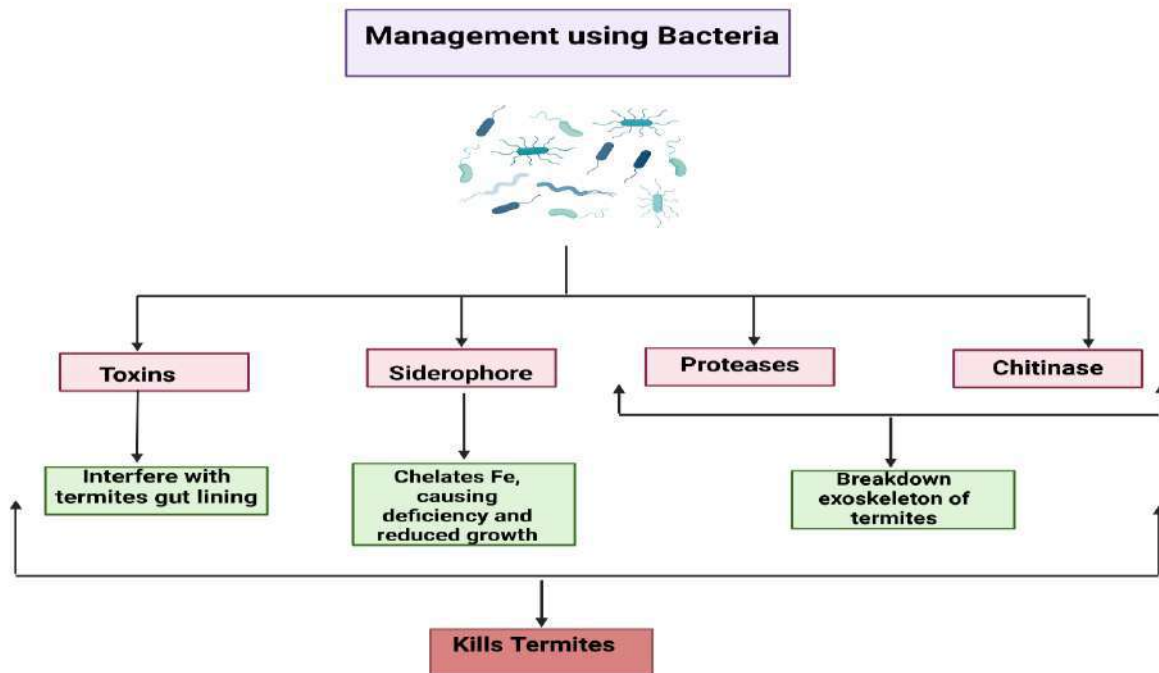 Management using Bacteria
Toxins
Siderophore
Proteases
Chitinase
Interfere with
termites gut lining
Chelates Fe,
causing
deficiency and
reduced growth
Breakdown
exoskeleton of
termites
Kills Termites